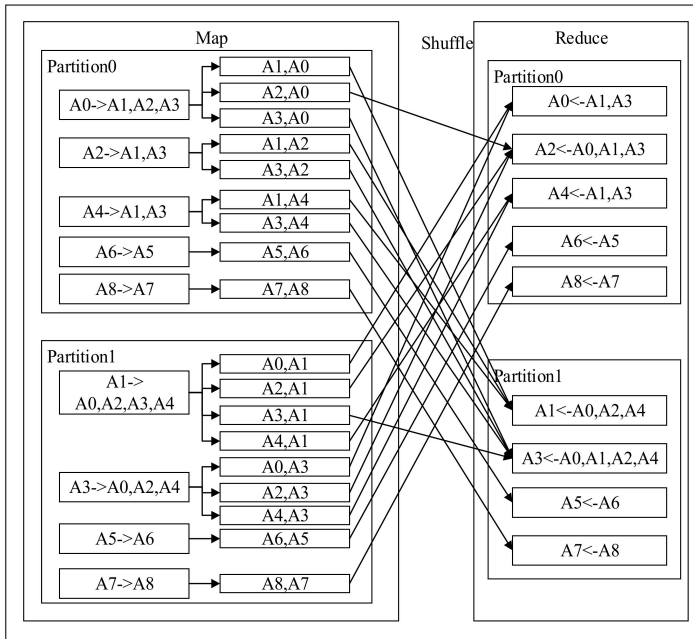 Map
Shuffle
Reduce
Partition0
A0->A1,A2,A3
A1,A0
A2,A0
A3,A0
A2->A1,A3
A1,A2
A3,A2
A4->A1,A3
A1,A4
A3,A4
A6->A5
A5,A6
A8->A7
A7,A8
Partition1
A1->
A0,A2,A3,A4
A0,A1
A2,A1
A3,A1
A4,A1
A3->A0,A2,A4
A0,A3
A2,A3
A4,A3
A5->A6
A6,A5
A7->A8
A8,A7
Partition0
A0<-A1,A3
A2<-A0,A1,A3
A4<-A1,A3
A6<-A5
A8<-A7
Partition1
A1<-A0,A2,A4
A3<-A0,A1,A2,A4
A5<-A6
A7<-A8